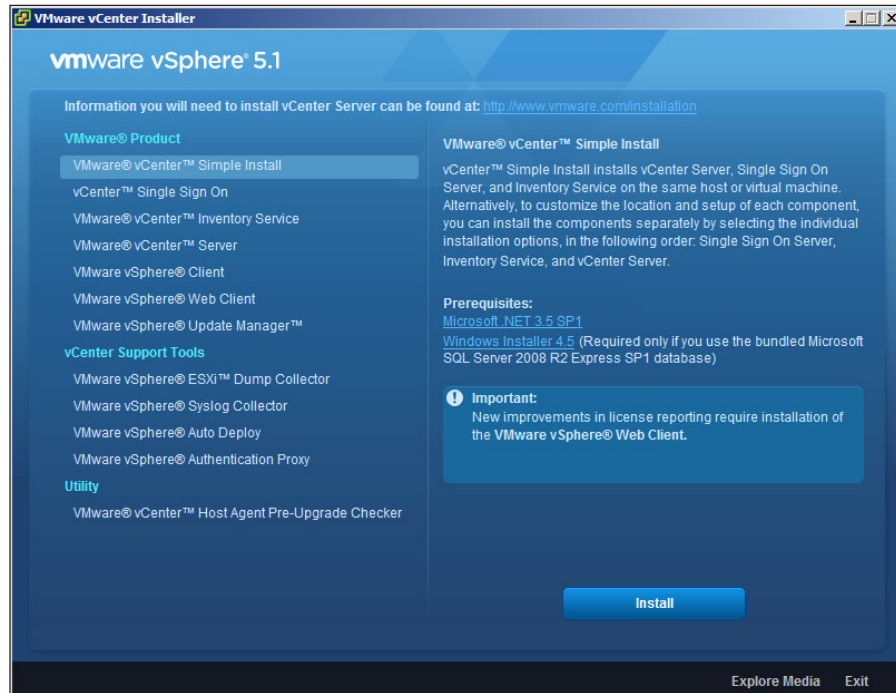 VMware vCenter Installer
vmware vSphere® 5.1
Information you will need to install vCenter Server can be found at: http://www.vmware.com/installation
VMware® Product
VMware® vCenter™ Simple Install
vCenter™ Single Sign On
VMware® vCenter™ Inventory Service
VMware® vCenter™ Server
VMware vSphere® Client
VMware vSphere® Web Client
VMware vSphere® Update Manager™
vCenter Support Tools
VMware vSphere® ESXi™ Dump Collector
VMware vSphere® Syslog Collector
VMware vSphere® Auto Deploy
VMware vSphere® Authentication Proxy
Utility
VMware® vCenter™ Host Agent Pre-Upgrade Checker
VMware® vCenter™ Simple Install
vCenter™ Simple Install installs vCenter Server, Single Sign On
Server, and Inventory Service on the same host or virtual machine.
Alternatively, to customize the location and setup of each component,
you can install the components separately by selecting the individual
installation options, in the following order: Single Sign On Server,
Inventory Service, and vCenter Server.
Prerequisites:
Microsoft .NET 3.5 SP1
Windows Installer 4.5 (Required only if you use the bundled Microsoft
SQL Server 2008 R2 Express SP1 database)
Important:
New improvements in license reporting require installation of
the VMware vSphere® Web Client.
Install
Explore Media Exit